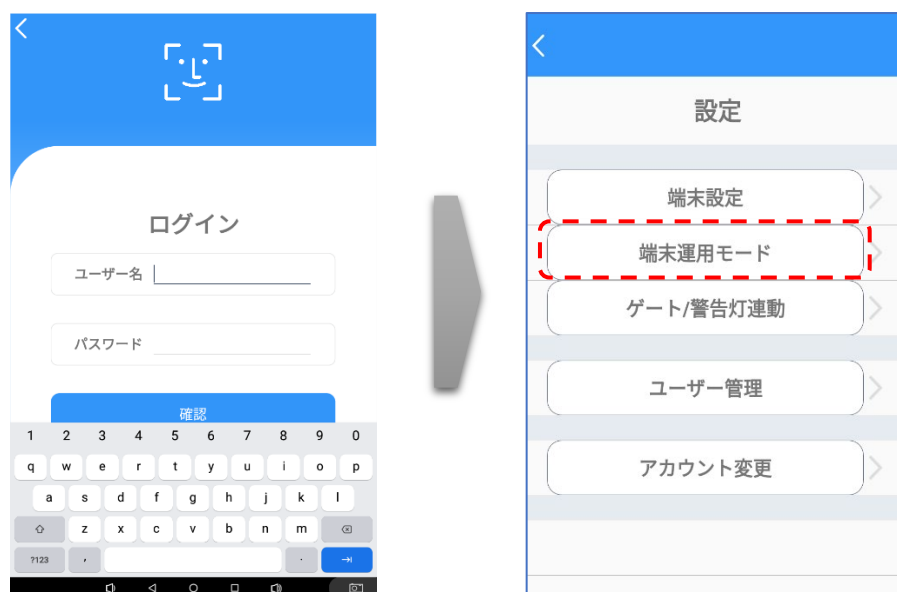 ログイン
ユーザー名
パスワード
確認
1 2 3 4 5 6 7 8 9 0
q w e r t y u i o p
a s d f g h j k l
z x c v b n m
?123 , .
設定
端末設定
端末運用モード
ゲート/警告灯連動
ユーザー管理
アカウント変更